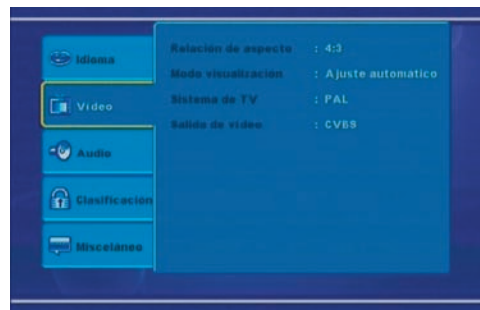 Idioma
Video
Audio
Clasificación
Miscelaneo
Relación de aspecto : 4:3
Modo visualización : Ajuste automatico
Sistema de TV : PAL
Salida de video : CVBS